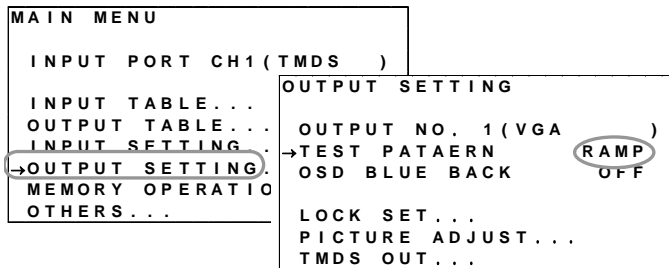 MAIN MENU
INPUT PORT CH1(TMDS )
INPUT TABLE...
OUTPUT TABLE...
INPUT SETTING..
→OUTPUT SETTING.
MEMORY OPERATIO
OTHERS...
OUTPUT SETTING
OUTPUT NO. 1(VGA )
→TEST PATAERN RAMP
OSD BLUE BACK OFF
LOCK SET...
PICTURE ADJUST...
TMDS OUT...